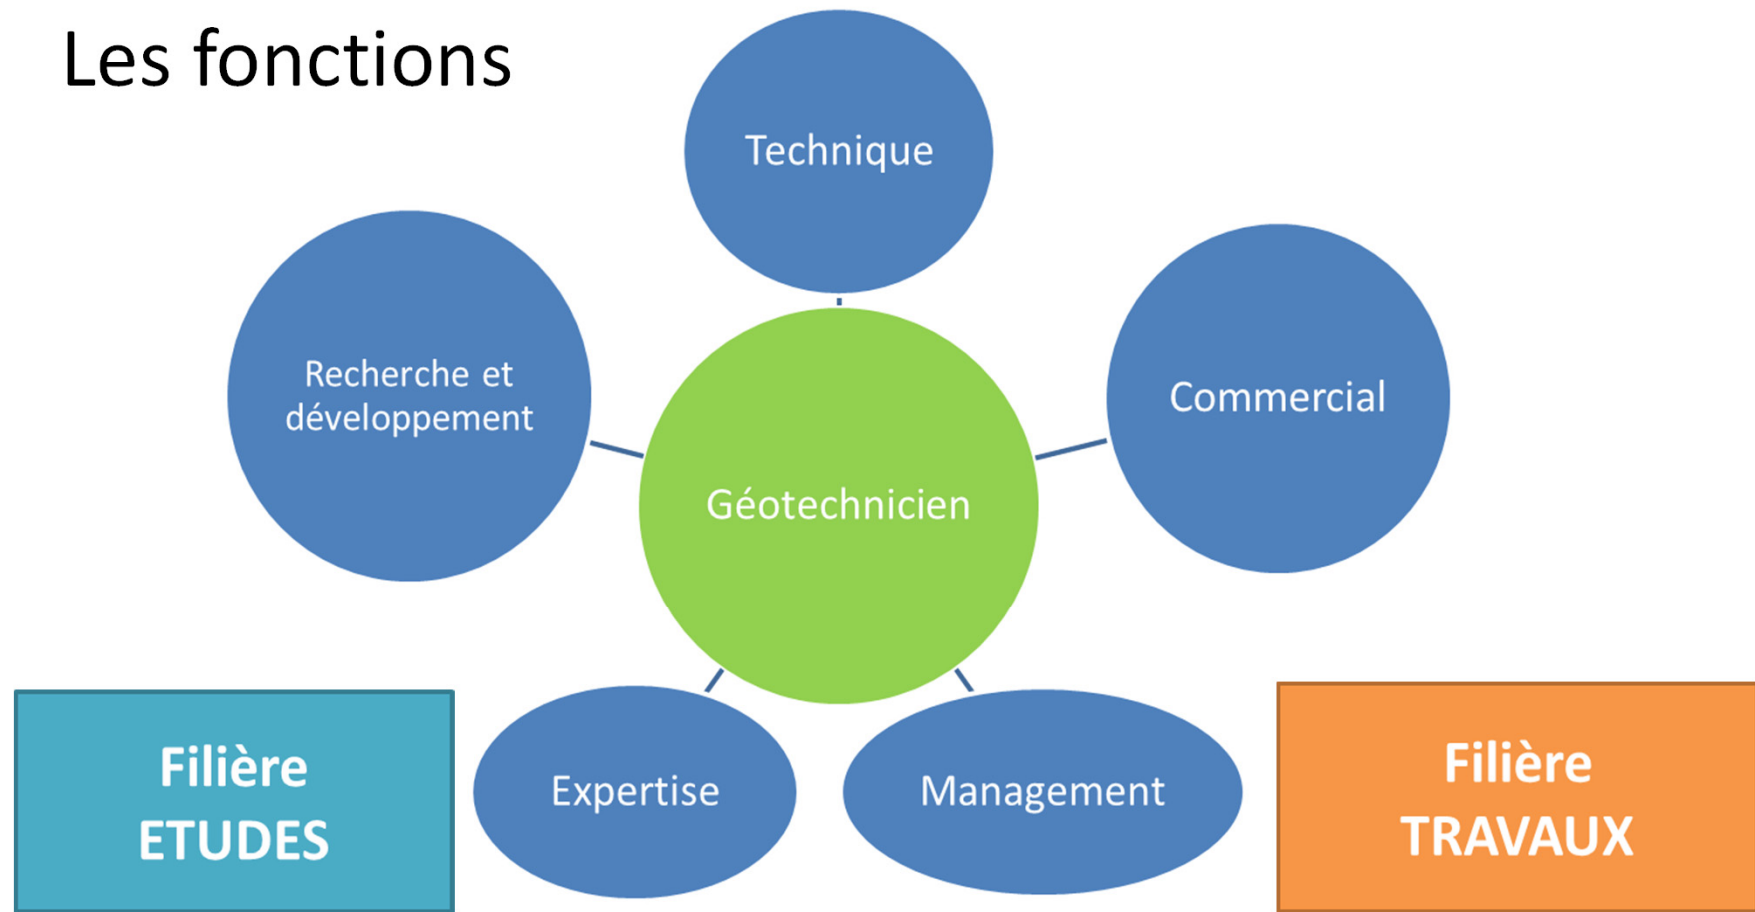 Les fonctions
Technique
Recherche et
développement
Commercial
Géotechnicien
Filière
ETUDES
Expertise
Management
Filière
TRAVAUX